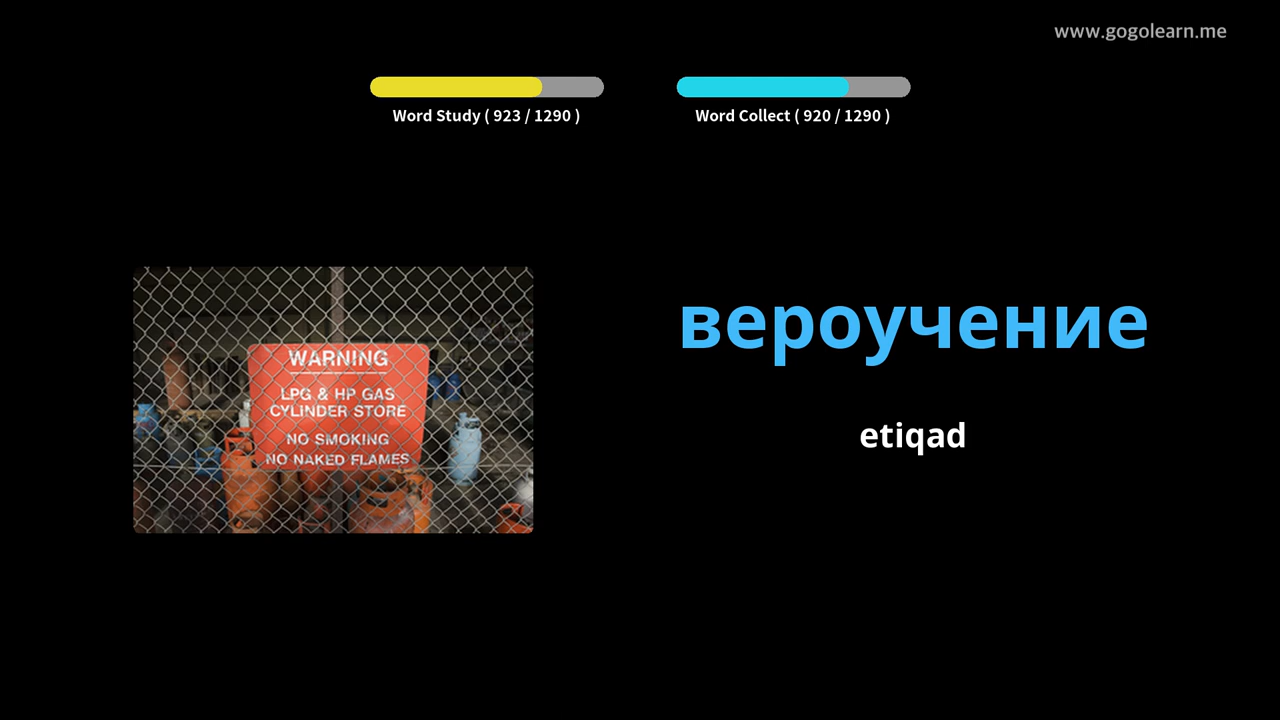 www.gogolearn.me
Word Study ( 923 / 1290 )
Word Collect ( 920 / 1290 )
WARNING
LPG & HP GAS
CYLINDER STORE
NO SMOKING
NO NAKED FLAMES
вероучение
etiqad